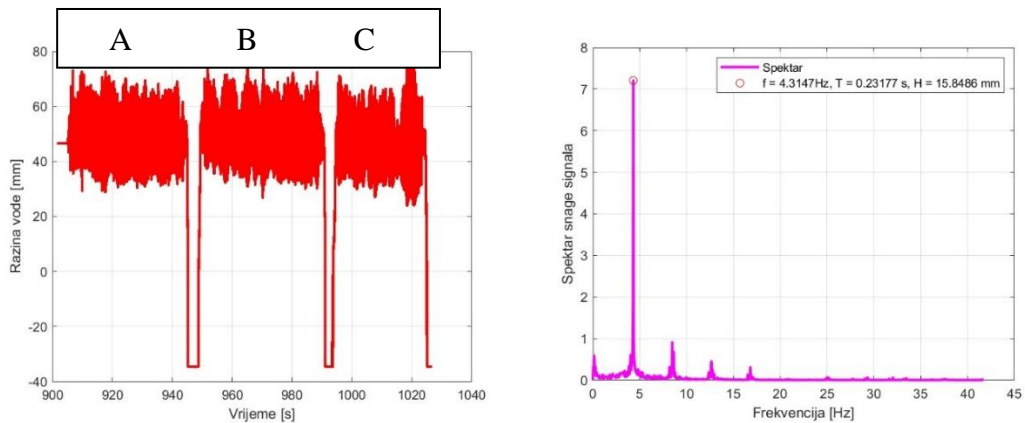 A B C
80
60
40
20
0
-20
-40
Razina vode [mm]
900 920 940 960 980 1000 1020 1040
Vrijeme [s]
8
7
6
5
4
3
2
1
0
Spektar snage signala
Spektar
f = 4.3147Hz, T = 0.23177 s, H = 15.8486 mm
0 5 10 15 20 25 30 35 40 45
Frekvencija [Hz]